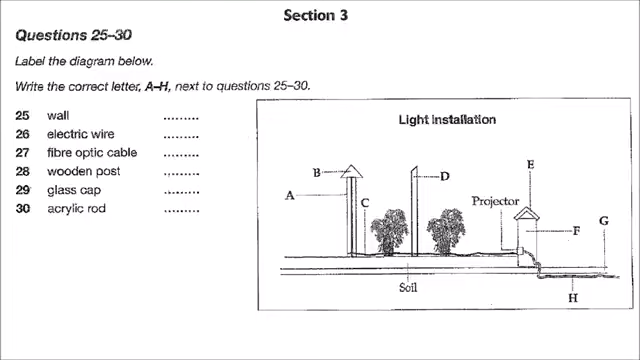 Section 3
Questions 25–30
Label the diagram below.
Write the correct letter, A–H, next to questions 25–30.
25 wall .........
26 electric wire .........
27 fibre optic cable .........
28 wooden post .........
29 glass cap .........
30 acrylic rod .........
Light Installation
E
B
D
A
C
Projector
G
F
Soil
H